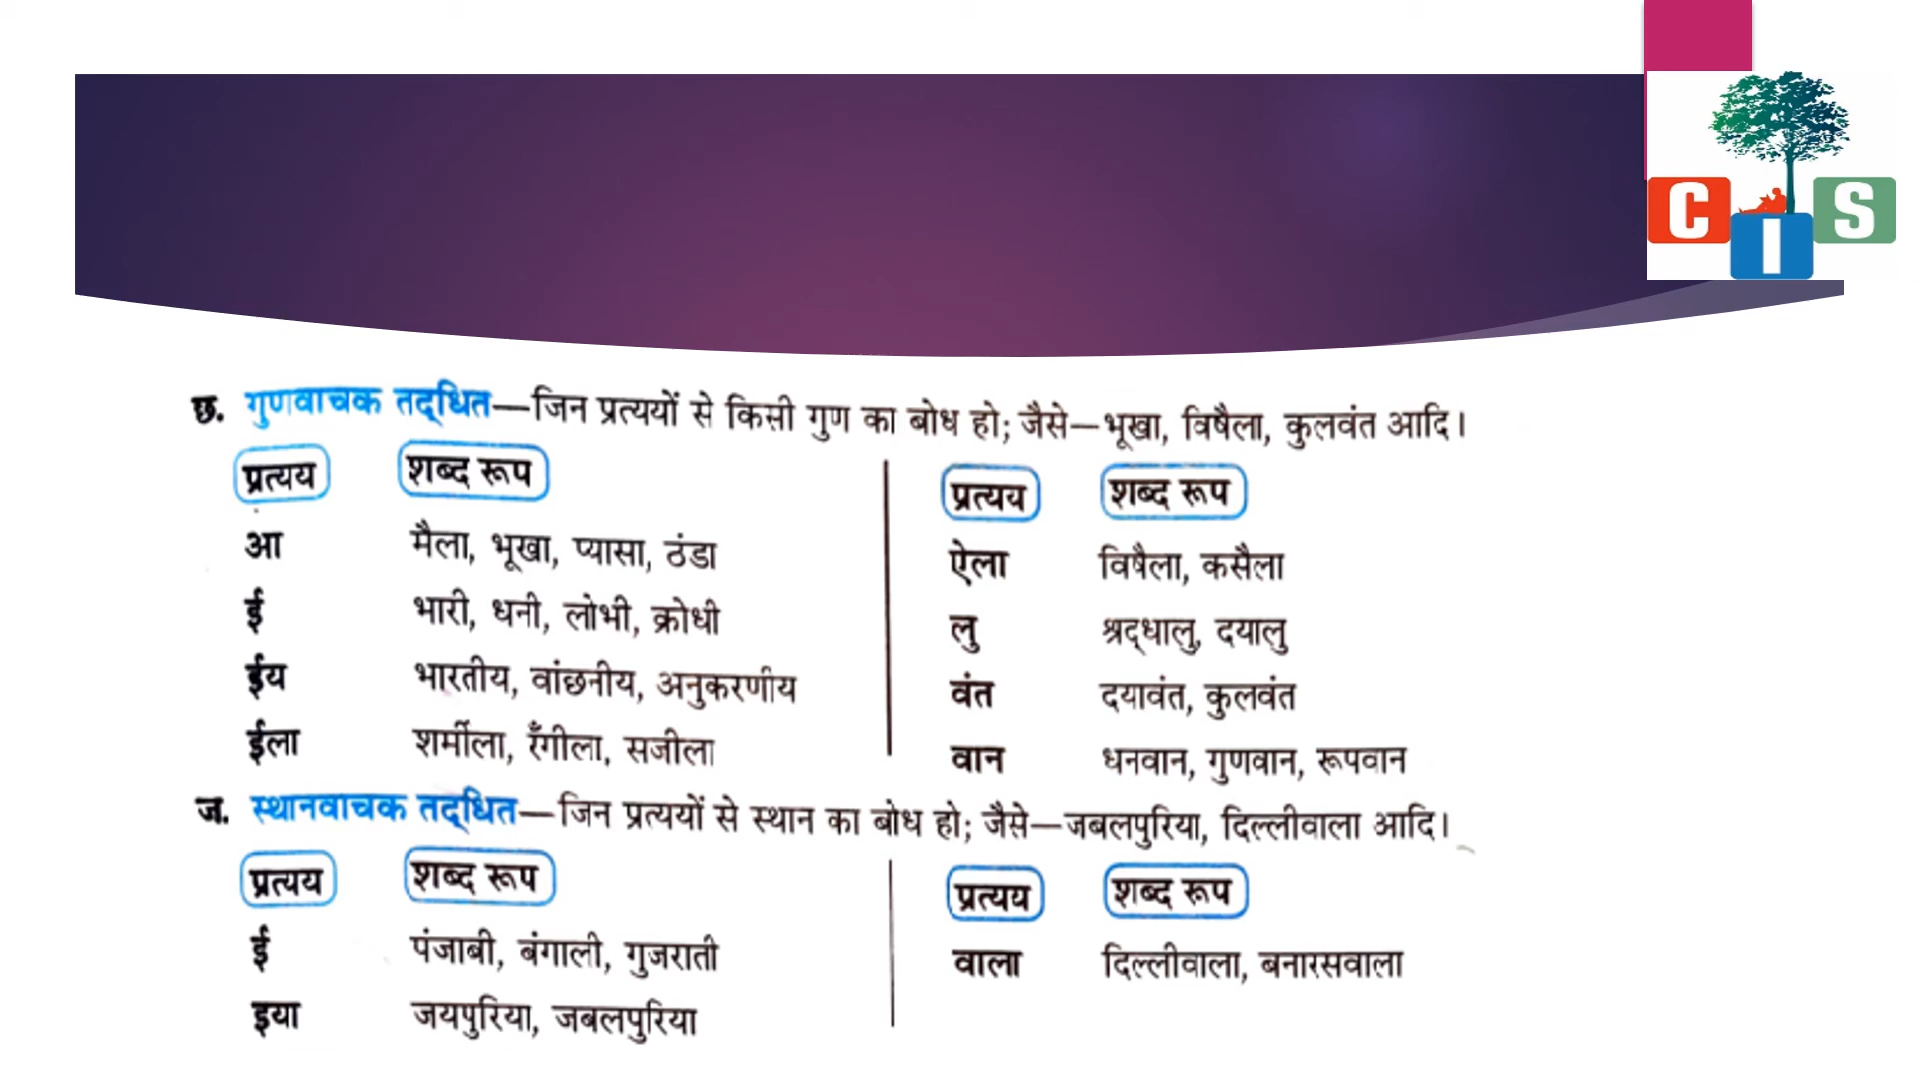 C I S
छ. गुणवाचक तद्‌धित—जिन प्रत्ययों से किसी गुण का बोध हो; जैसे—भूखा, विषैला, कुलवंत आदि।
प्रत्यय शब्द रूप प्रत्यय शब्द रूप
आ मैला, भूखा, प्यासा, ठंडा ऐला विषैला, कसैला
ई भारी, धनी, लोभी, क्रोधी लु श्रद्‌धालु, दयालु
ईय भारतीय, वांछनीय, अनुकरणीय वंत दयावंत, कुलवंत
ईला शर्मीला, रँगीला, सजीला वान धनवान, गुणवान, रूपवान
ज. स्थानवाचक तद्‌धित—जिन प्रत्ययों से स्थान का बोध हो; जैसे—जबलपुरिया, दिल्लीवाला आदि।
प्रत्यय शब्द रूप प्रत्यय शब्द रूप
ई पंजाबी, बंगाली, गुजराती वाला दिल्लीवाला, बनारसवाला
इया जयपुरिया, जबलपुरिया